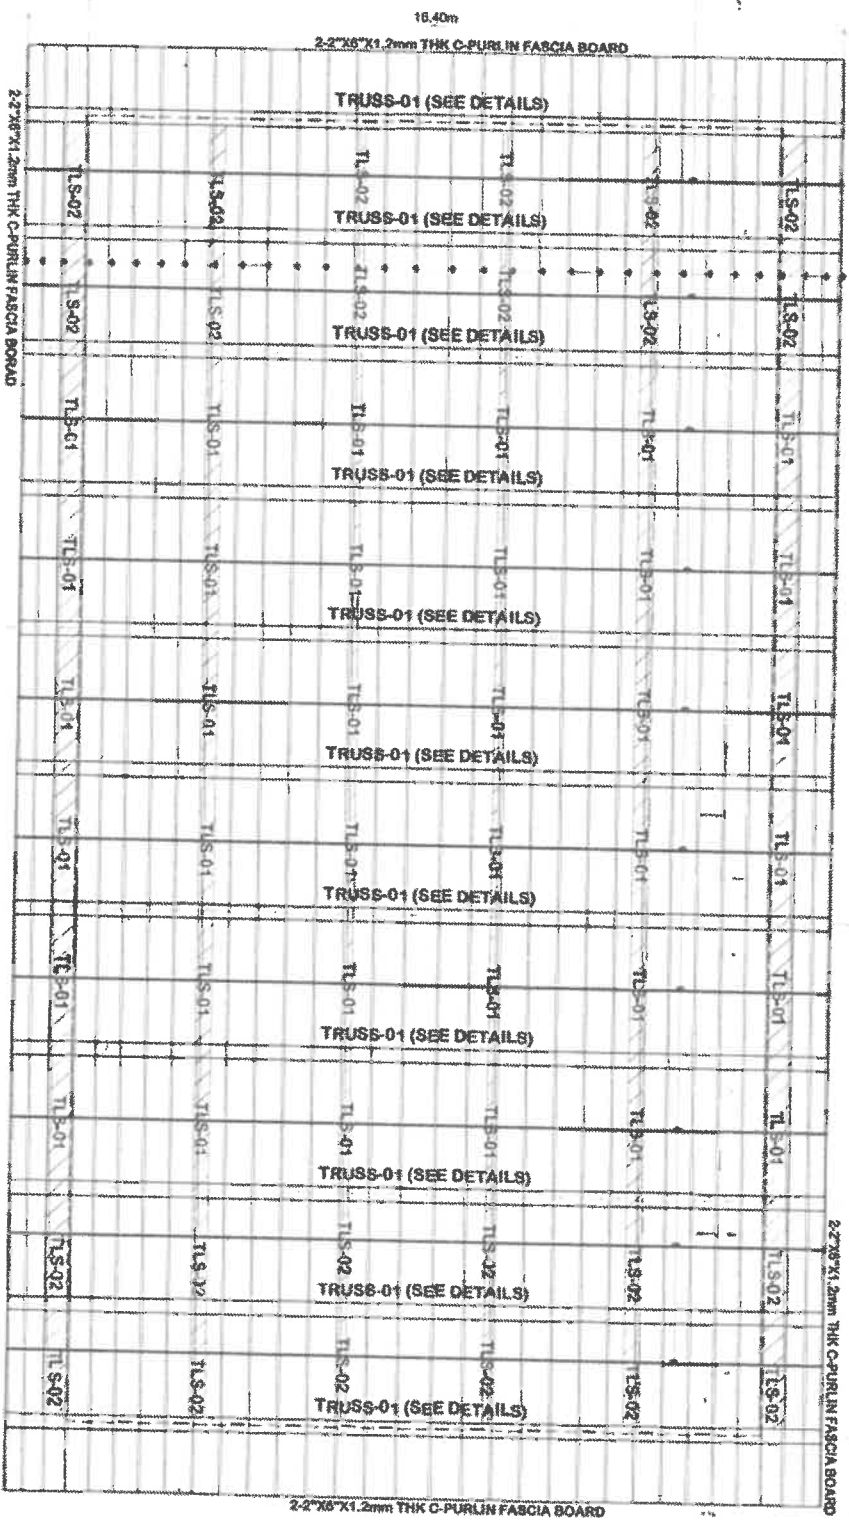 16.40m
2-2"X6"X1.2mm THK C-PURLIN FASCIA BOARD
2-2"X6"X1.2mm THK C-PURLIN FASCIA BORAD
TRUSS-01 (SEE DETAILS)
TLS-02 TLS-02 TLS-02 TLS-02 TLS-02 TLS-02
TRUSS-01 (SEE DETAILS)
TLS-02 TLS-02 TLS-02 TLS-02 TLS-02 TLS-02
TRUSS-01 (SEE DETAILS)
TLS-01 TLS-01 TLS-01 TLS-01 TLS-01 TLS-01
TRUSS-01 (SEE DETAILS)
TLS-01 TLS-01 TLS-01 TLS-01 TLS-01 TLS-01
TRUSS-01 (SEE DETAILS)
TLS-01 TLS-01 TLS-01 TLS-01 TLS-01 TLS-01
TRUSS-01 (SEE DETAILS)
TLS-01 TLS-01 TLS-01 TLS-01 TLS-01 TLS-01
TRUSS-01 (SEE DETAILS)
TLS-01 TLS-01 TLS-01 TLS-01 TLS-01 TLS-01
TRUSS-01 (SEE DETAILS)
TLS-01 TLS-01 TLS-01 TLS-01 TLS-01 TLS-01
TRUSS-01 (SEE DETAILS)
TLS-02 TLS-02 TLS-02 TLS-02 TLS-02 TLS-02
TRUSS-01 (SEE DETAILS)
TLS-02 TLS-02 TLS-02 TLS-02 TLS-02 TLS-02
TRUSS-01 (SEE DETAILS)
2-2"X6"X1.2mm THK C-PURLIN FASCIA BOARD
2-2"X6"X1.2mm THK C-PURLIN FASCIA BOARD